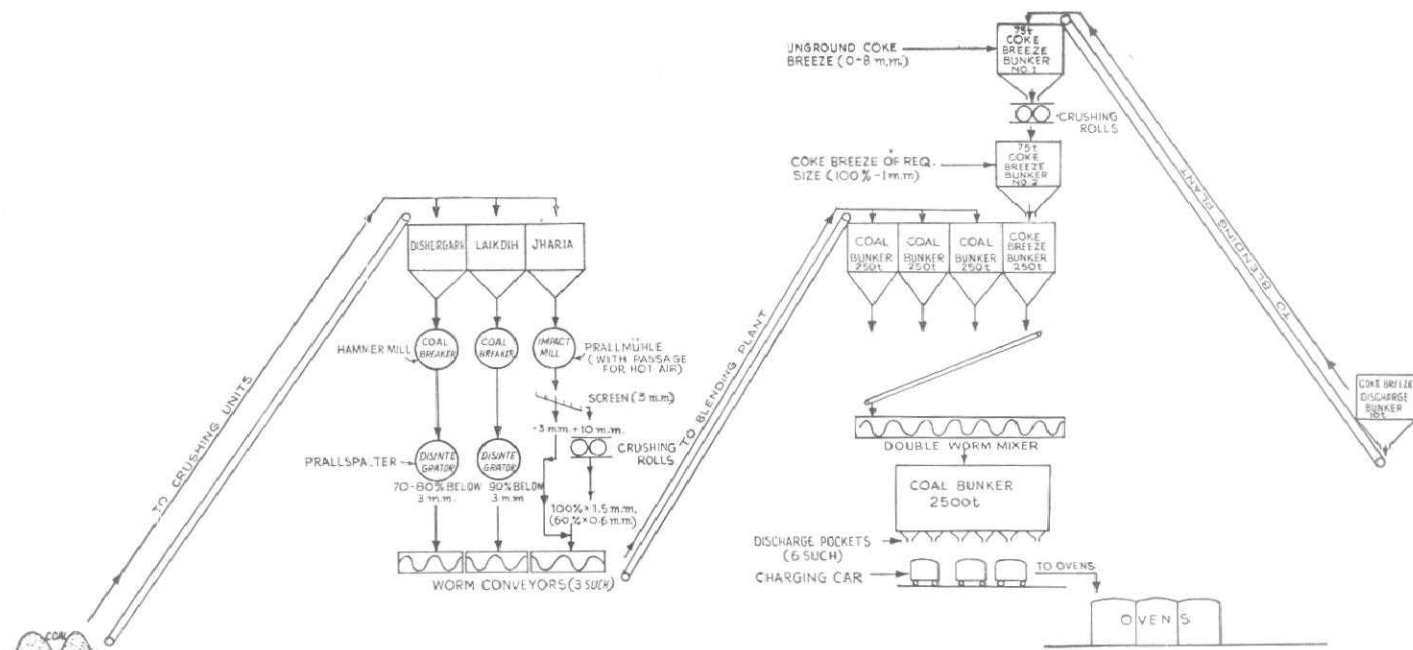 COAL
TO CRUSHING UNITS
DISHERGARH
LAIKDIH
JHARIA
HAMMER MILL
COAL
BREAKER
COAL
BREAKER
IMPACT
MILL
PRALLMÜHLE
(WITH PASSAGE
FOR HOT AIR)
SCREEN (3 m.m)
-3 m.m.
+10 m.m.
CRUSHING
ROLLS
PRALLSPALTER
DISINTE
GRATOR
DISINTE
GRATOR
70-80% BELOW
3 m.m.
90% BELOW
3 m.m
100% × 1.5 m.m.
(60% × 0.6 m.m)
WORM CONVEYORS (3 SUCH)
TO BLENDING PLANT
UNGROUND COKE
BREEZE (0-8 m.m.)
75t
COKE
BREEZE
BUNKER
NO.1
CRUSHING
ROLLS
COKE BREEZE OF REQ.
SIZE (100% -1 m.m)
75t
COKE
BREEZE
BUNKER
NO.2
COAL
BUNKER
250t
COAL
BUNKER
250t
COAL
BUNKER
250t
COKE
BREEZE
BUNKER
250t
TO BLENDING PLANT
COKE BREEZE
DISCHARGE
BUNKER
10t
DOUBLE WORM MIXER
COAL BUNKER
2500t
DISCHARGE POCKETS
(6 SUCH)
CHARGING CAR
TO OVENS
OVENS